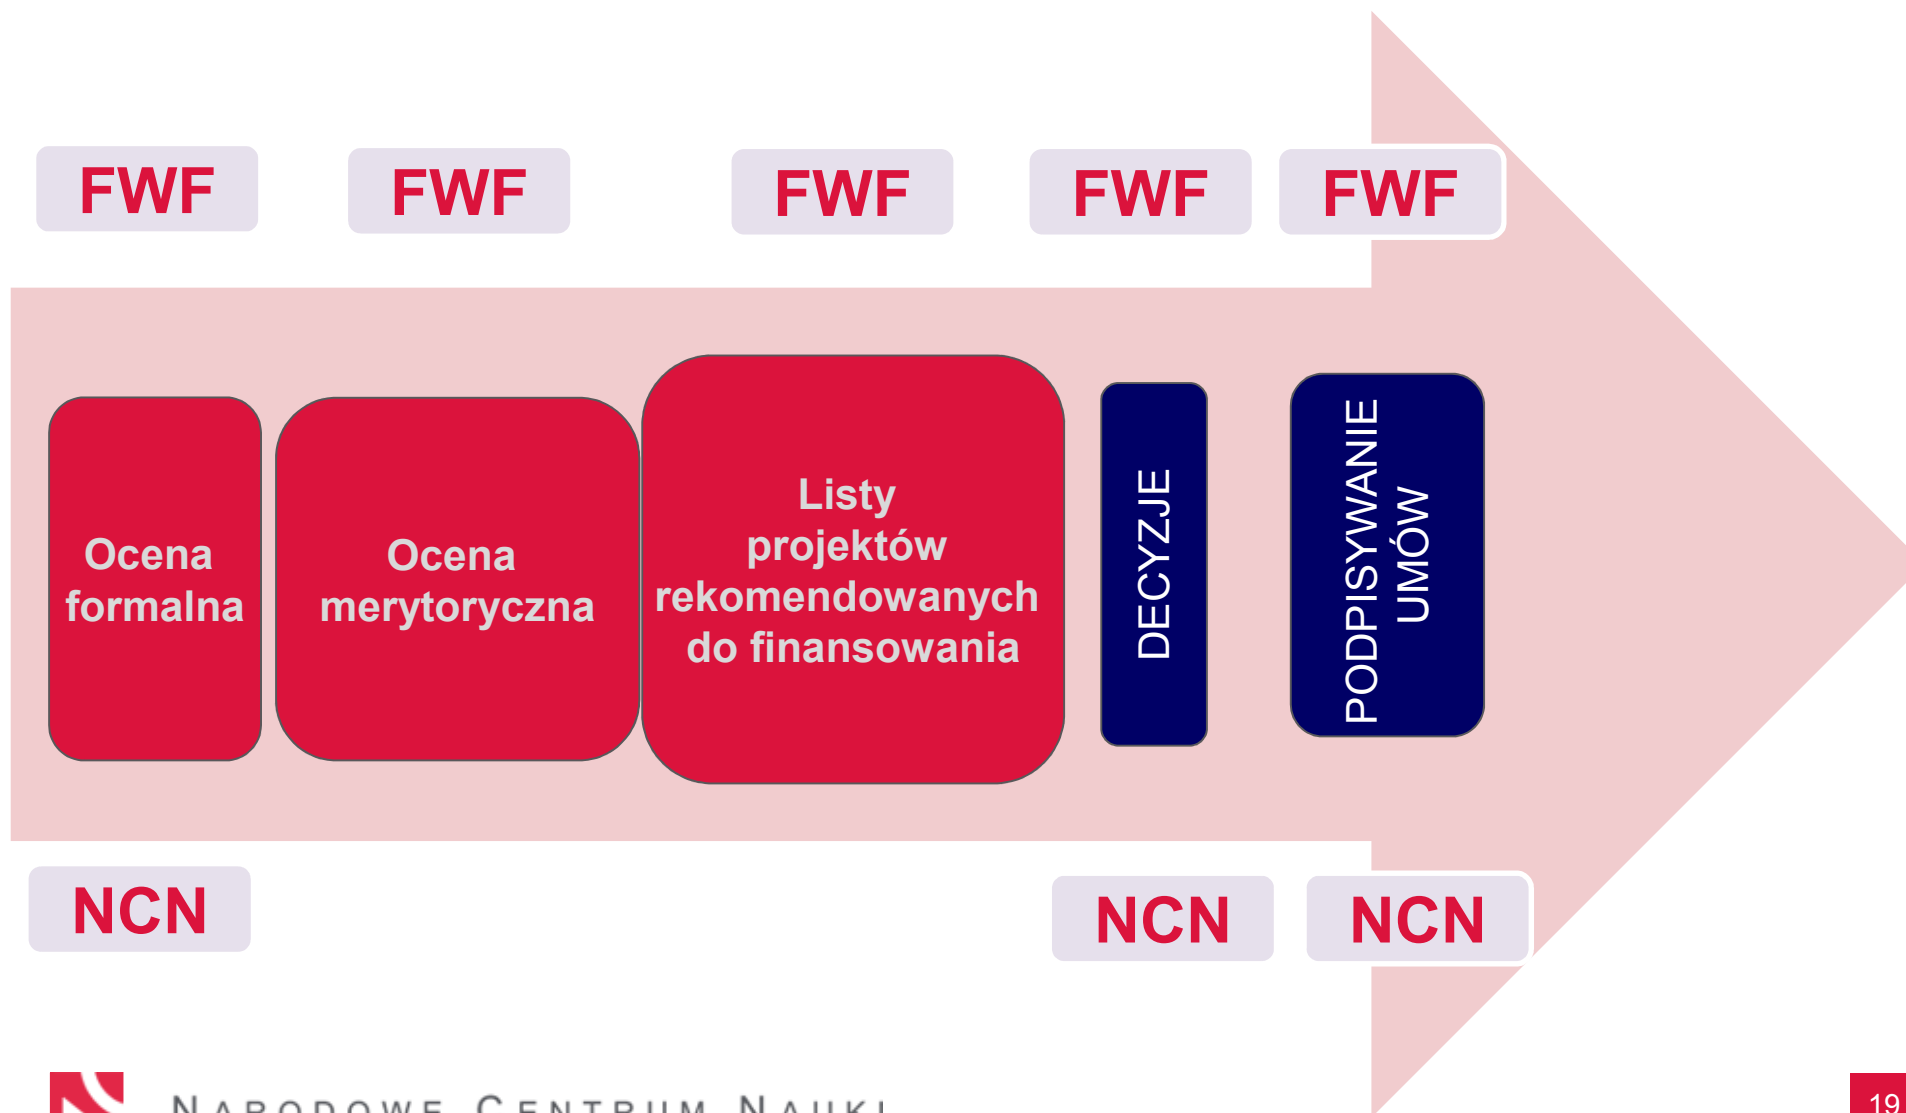 FWF
FWF
FWF
FWF
FWF
Ocena
formalna
Ocena
merytoryczna
Listy
projektów
rekomendowanych
do finansowania
DECYZJE
PODPISYWANIE
UMÓW
NCN
NCN
NCN
NARODOWE CENTRUM NAUKI
19